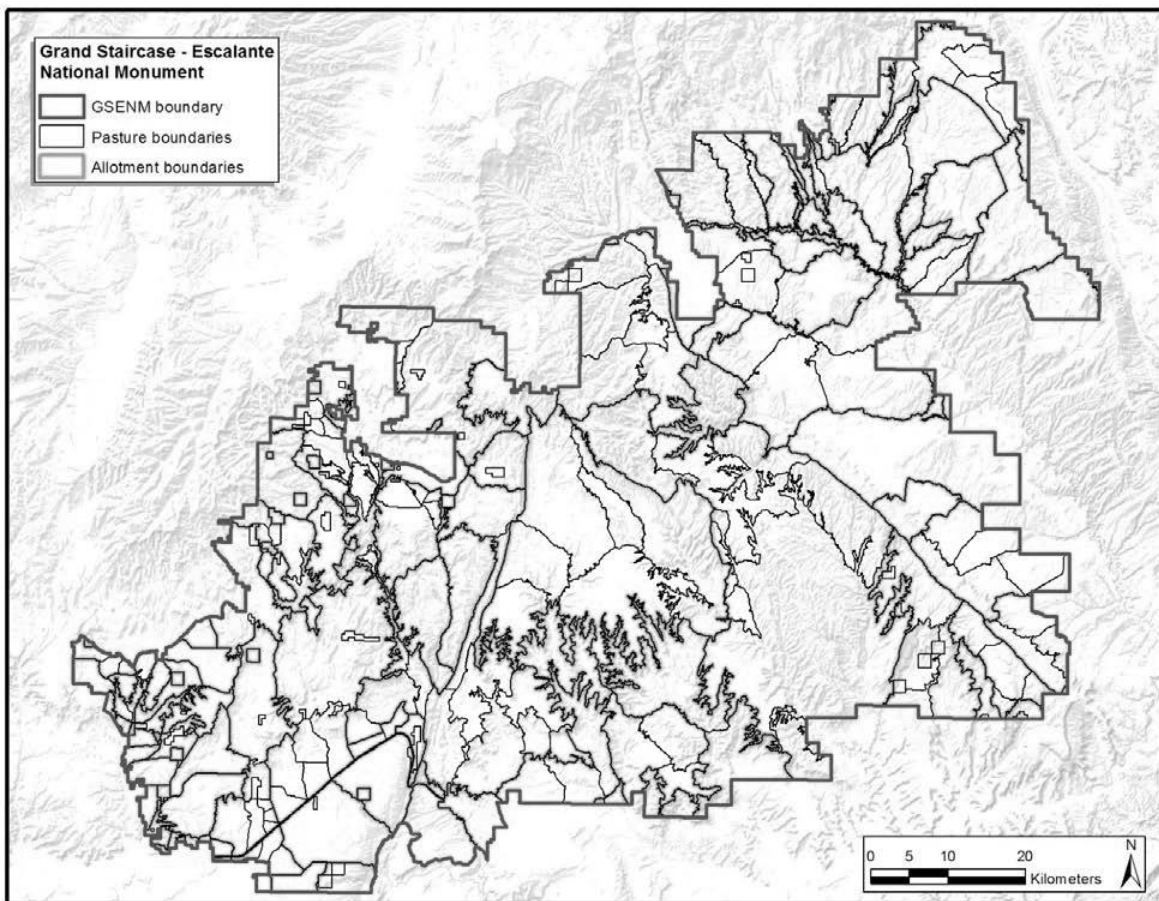 Grand Staircase - Escalante
National Monument
GSENM boundary
Pasture boundaries
Allotment boundaries
N
0 5 10 20
Kilometers